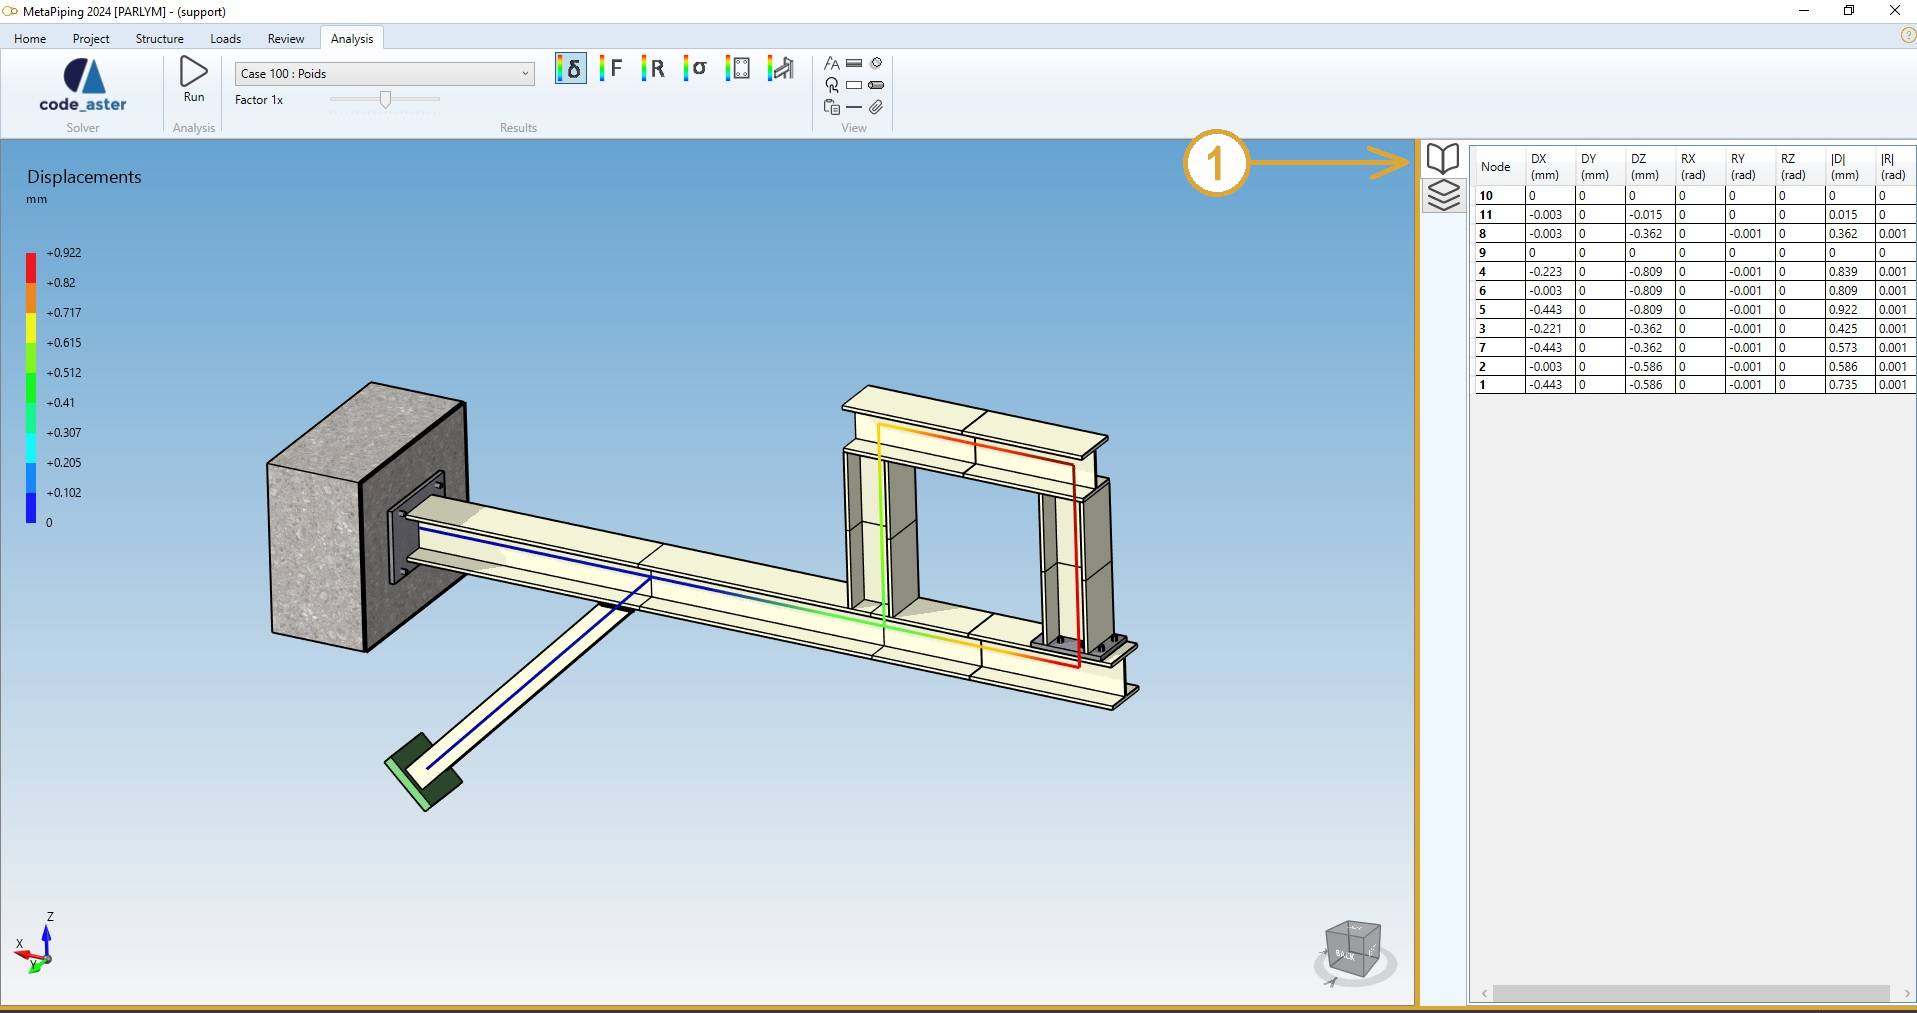 MetaPiping 2024 [PARLYM] - (support)
Home Project Structure Loads Review Analysis
code_aster
Solver
Run
Analysis
Case 100 : Poids
Factor 1x
δ F R σ
Results
View
Displacements
mm
+0.922
+0.82
+0.717
+0.615
+0.512
+0.41
+0.307
+0.205
+0.102
0
1
Z
X
Y
BACK
Node DX (mm) DY (mm) DZ (mm) RX (rad) RY (rad) RZ (rad) |D| (mm) |R| (rad)
10 0 0 0 0 0 0 0 0
11 -0.003 0 -0.015 0 0 0 0.015 0
8 -0.003 0 -0.362 0 -0.001 0 0.362 0.001
9 0 0 0 0 0 0 0 0
4 -0.223 0 -0.809 0 -0.001 0 0.839 0.001
6 -0.003 0 -0.809 0 -0.001 0 0.809 0.001
5 -0.443 0 -0.809 0 -0.001 0 0.922 0.001
3 -0.221 0 -0.362 0 -0.001 0 0.425 0.001
7 -0.443 0 -0.362 0 -0.001 0 0.573 0.001
2 -0.003 0 -0.586 0 -0.001 0 0.586 0.001
1 -0.443 0 -0.586 0 -0.001 0 0.735 0.001